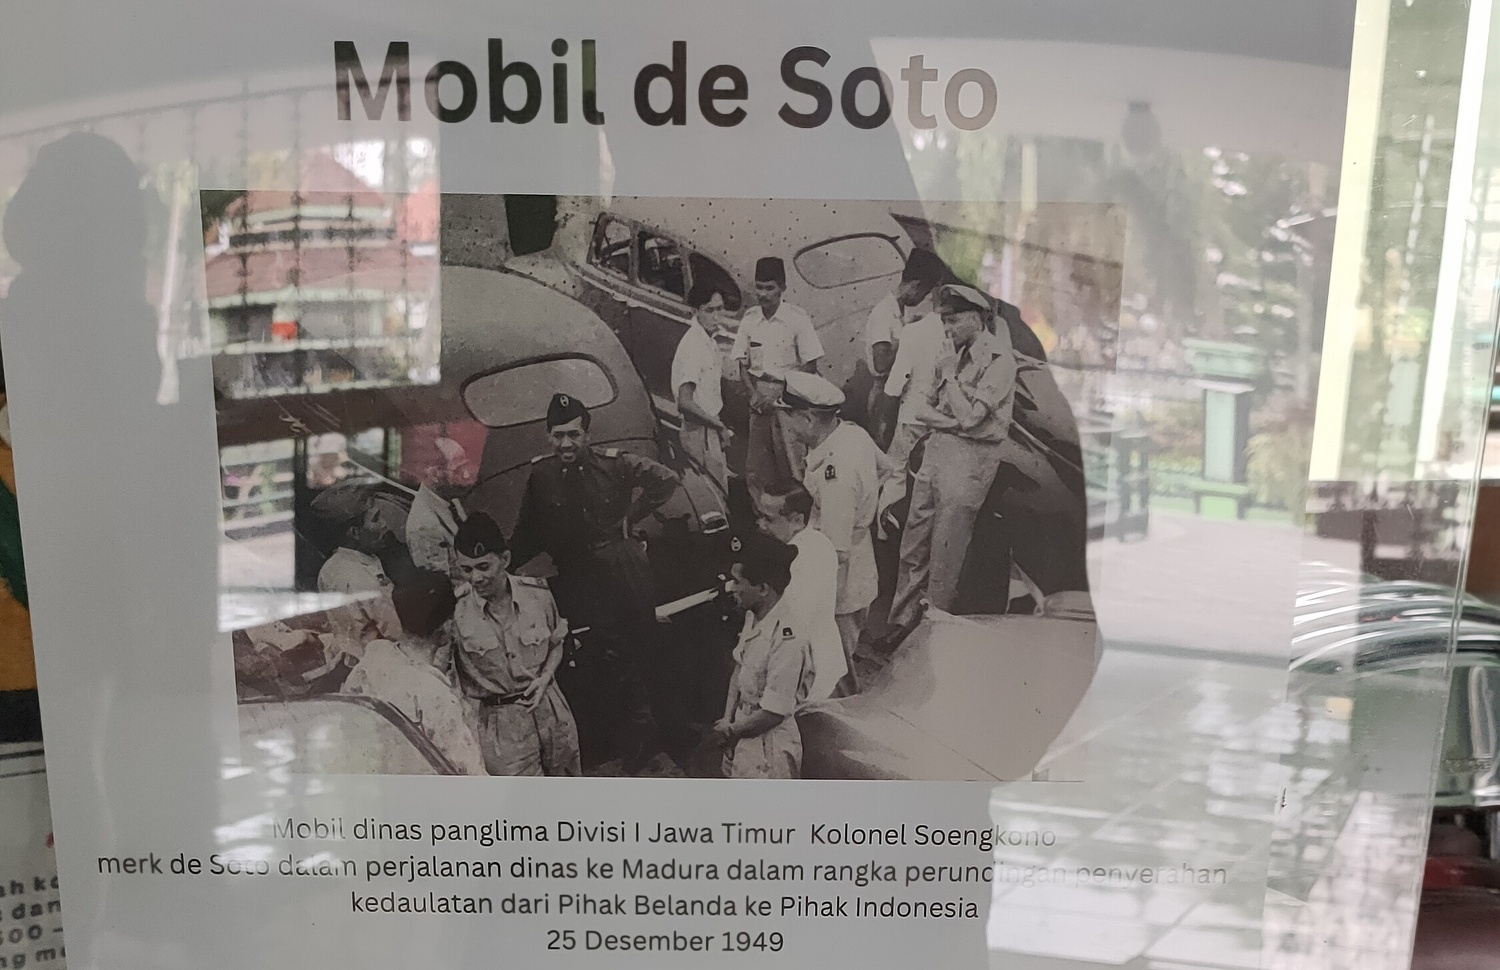 Mobil de Soto
Mobil dinas panglima Divisi I Jawa Timur Kolonel Soengkono
merk de Soto dalam perjalanan dinas ke Madura dalam rangka perundingan penyerahan
kedaulatan dari Pihak Belanda ke Pihak Indonesia
25 Desember 1949
dan